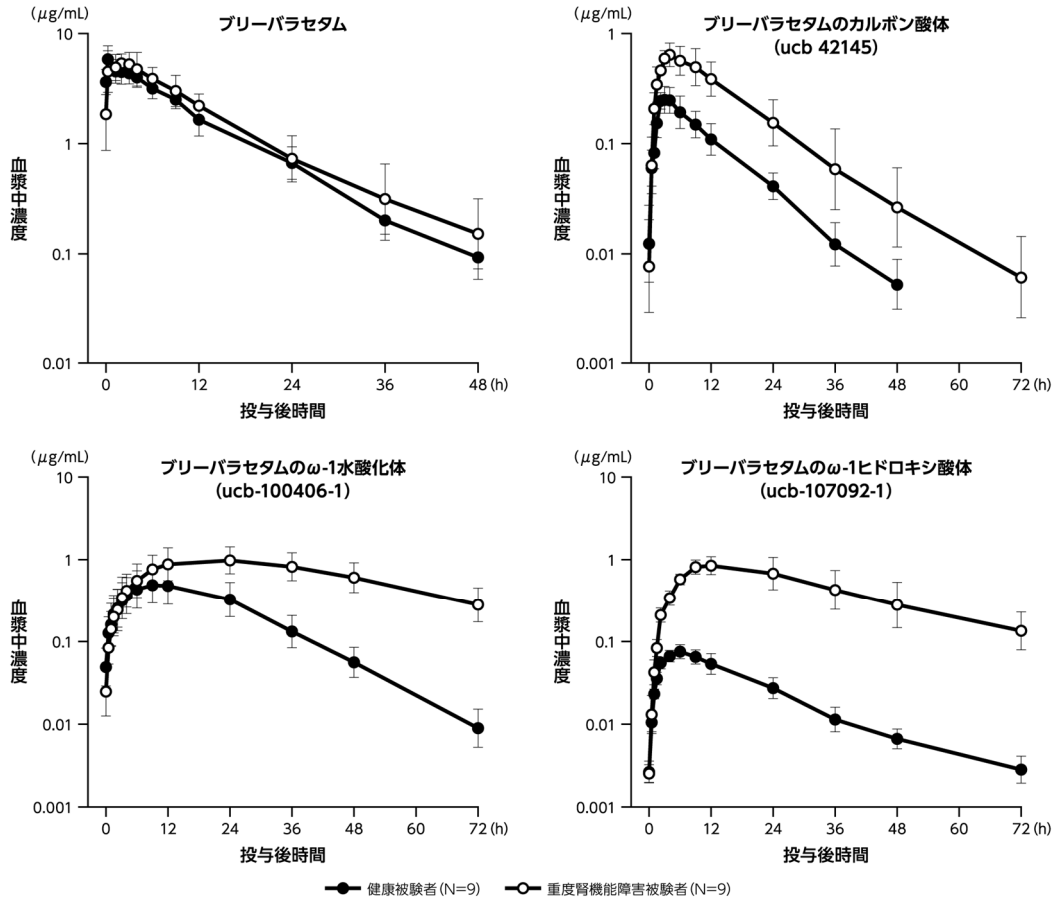 (μg/mL)
ブリーバラセタム
10
1
0.1
0.01
血漿中濃度
0 12 24 36 48 (h)
投与後時間
(μg/mL)
ブリーバラセタムのカルボン酸体
(ucb 42145)
1
0.1
0.01
0.001
血漿中濃度
0 12 24 36 48 60 72 (h)
投与後時間
(μg/mL)
ブリーバラセタムのω-1水酸化体
(ucb-100406-1)
10
1
0.1
0.01
0.001
血漿中濃度
0 12 24 36 48 60 72 (h)
投与後時間
(μg/mL)
ブリーバラセタムのω-1ヒドロキシ酸体
(ucb-107092-1)
10
1
0.1
0.01
0.001
血漿中濃度
0 12 24 36 48 60 72 (h)
投与後時間
健康被験者(N=9) 重度腎機能障害被験者(N=9)